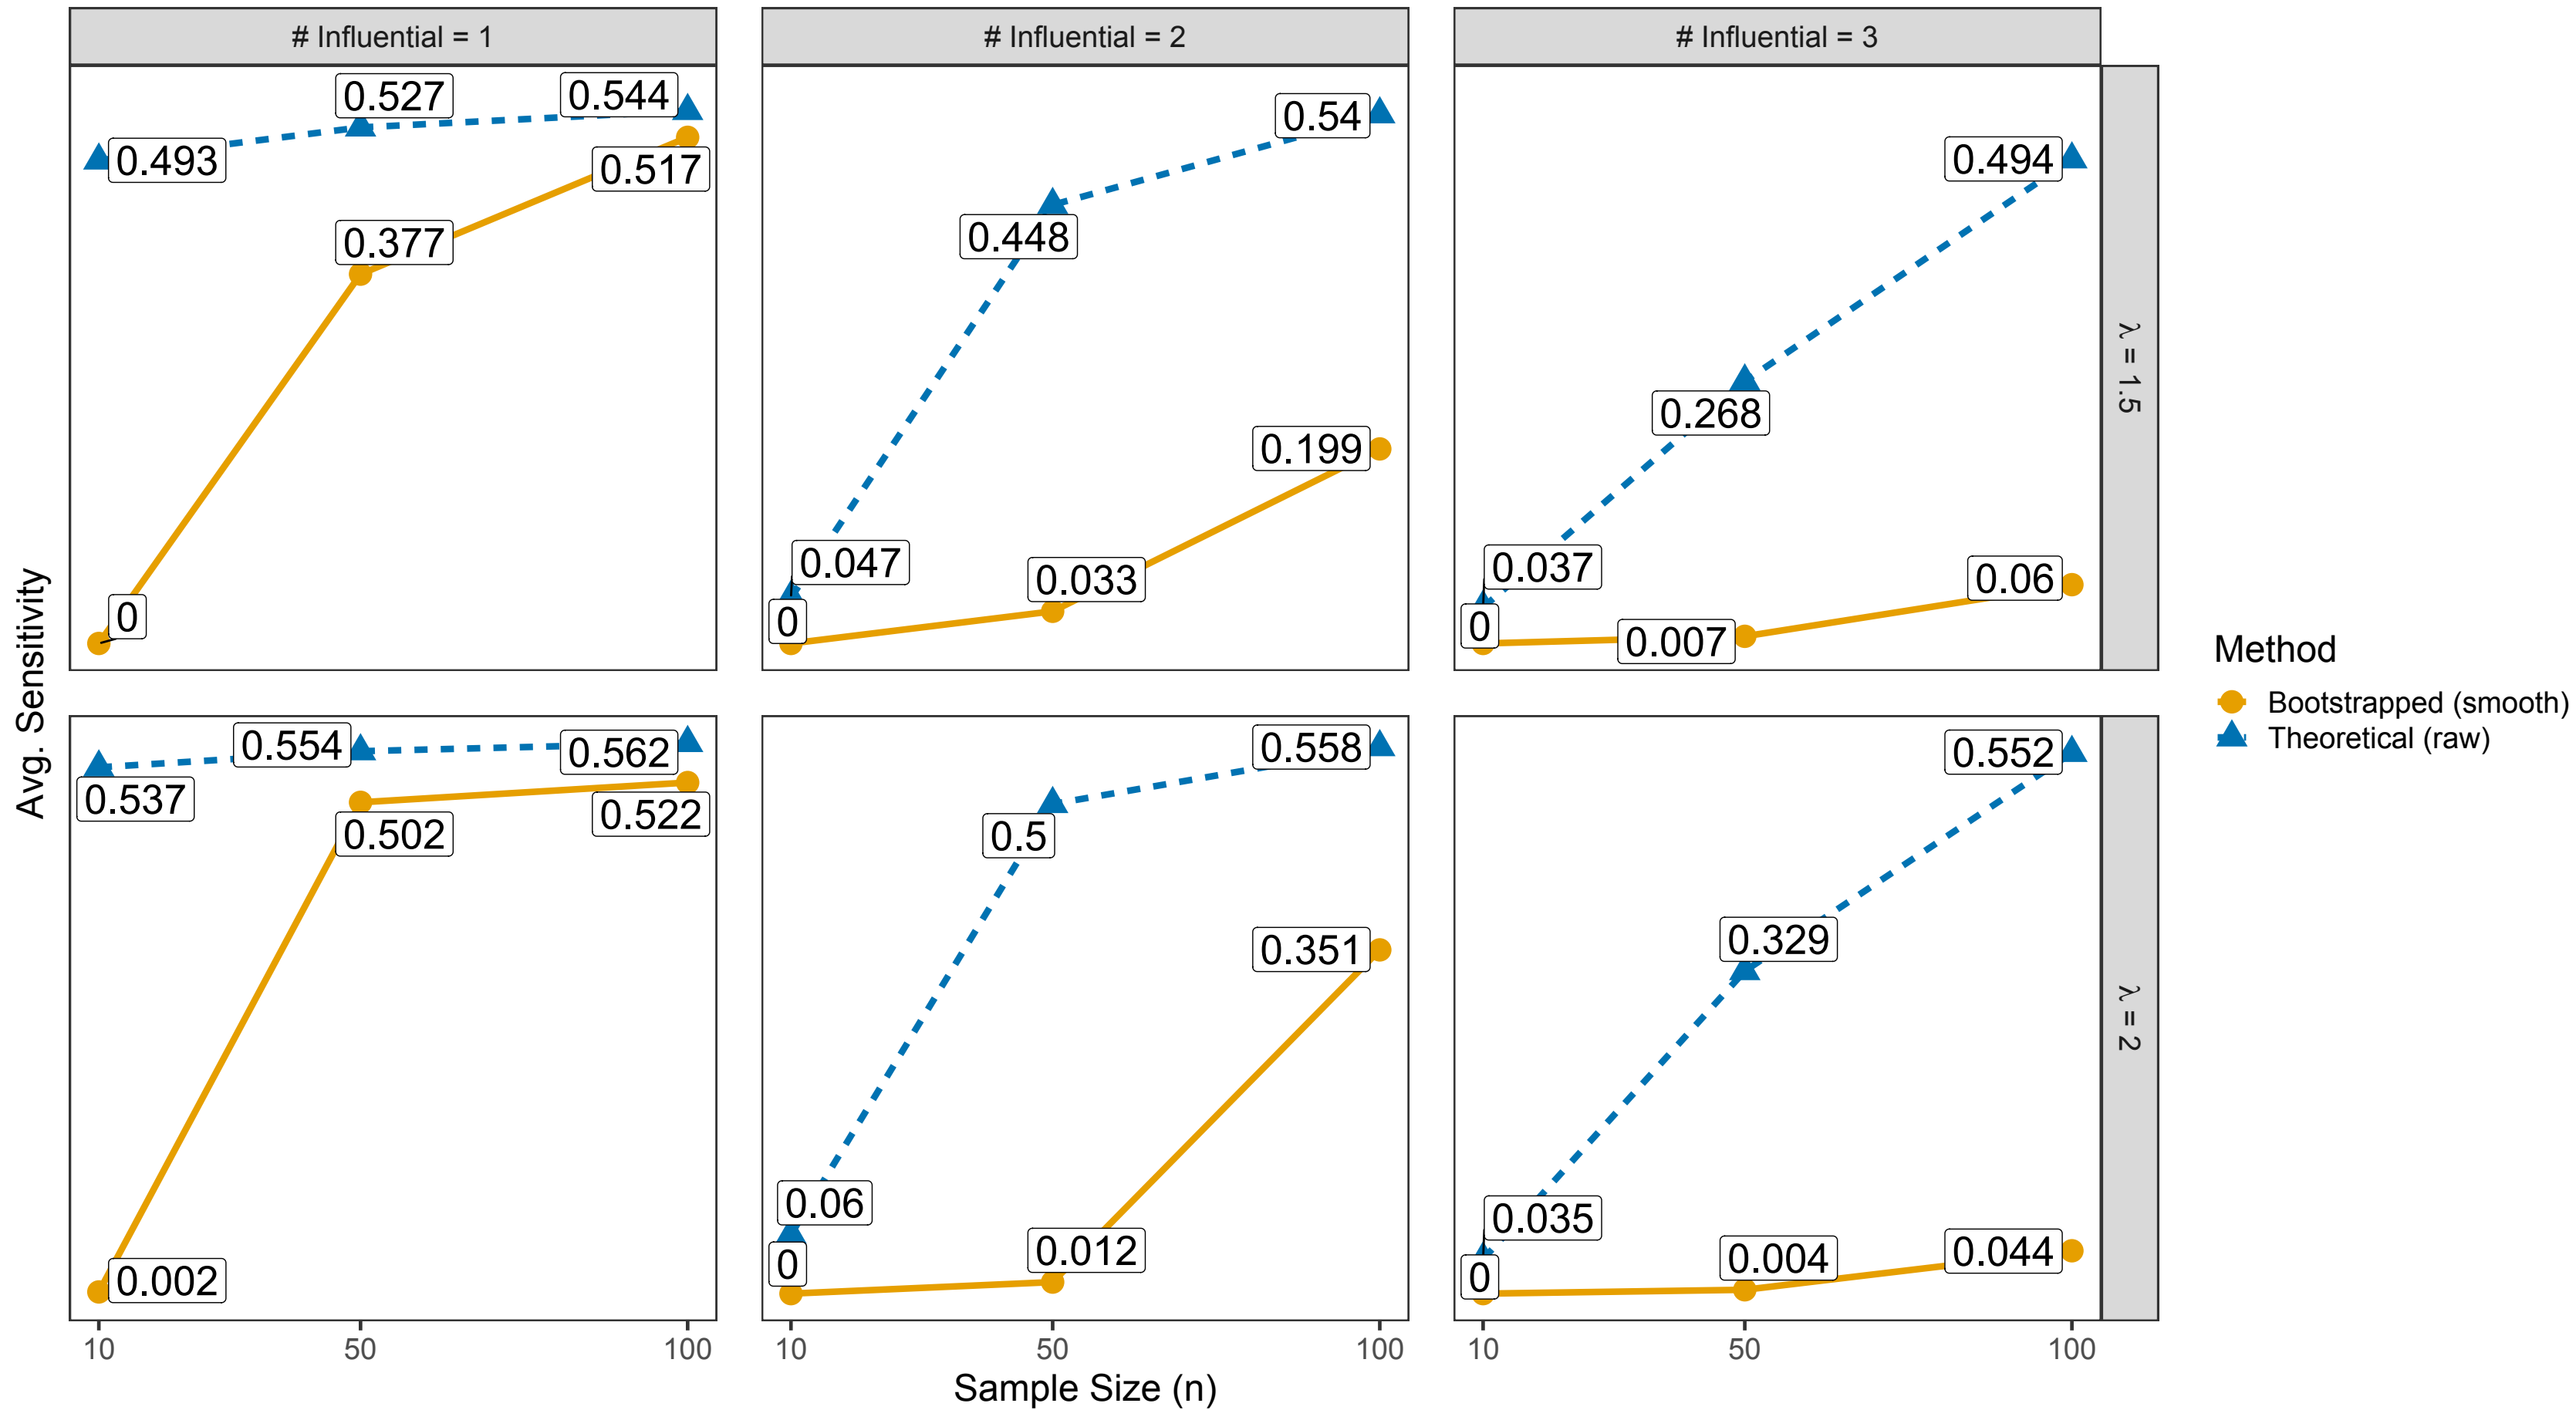 # Influential = 1
# Influential = 2
# Influential = 3
0.493
0.527
0.544
0.517
0.377
0
0.54
0.448
0.199
0.047
0.033
0
0.494
0.268
0.037
0.06
0
0.007
λ = 1.5
0.554
0.562
0.537
0.502
0.522
0.002
0.558
0.5
0.351
0.06
0
0.012
0.552
0.329
0.035
0
0.004
0.044
λ = 2
10 50 100
10 50 100
10 50 100
Sample Size (n)
Avg. Sensitivity
Method
Bootstrapped (smooth)
Theoretical (raw)